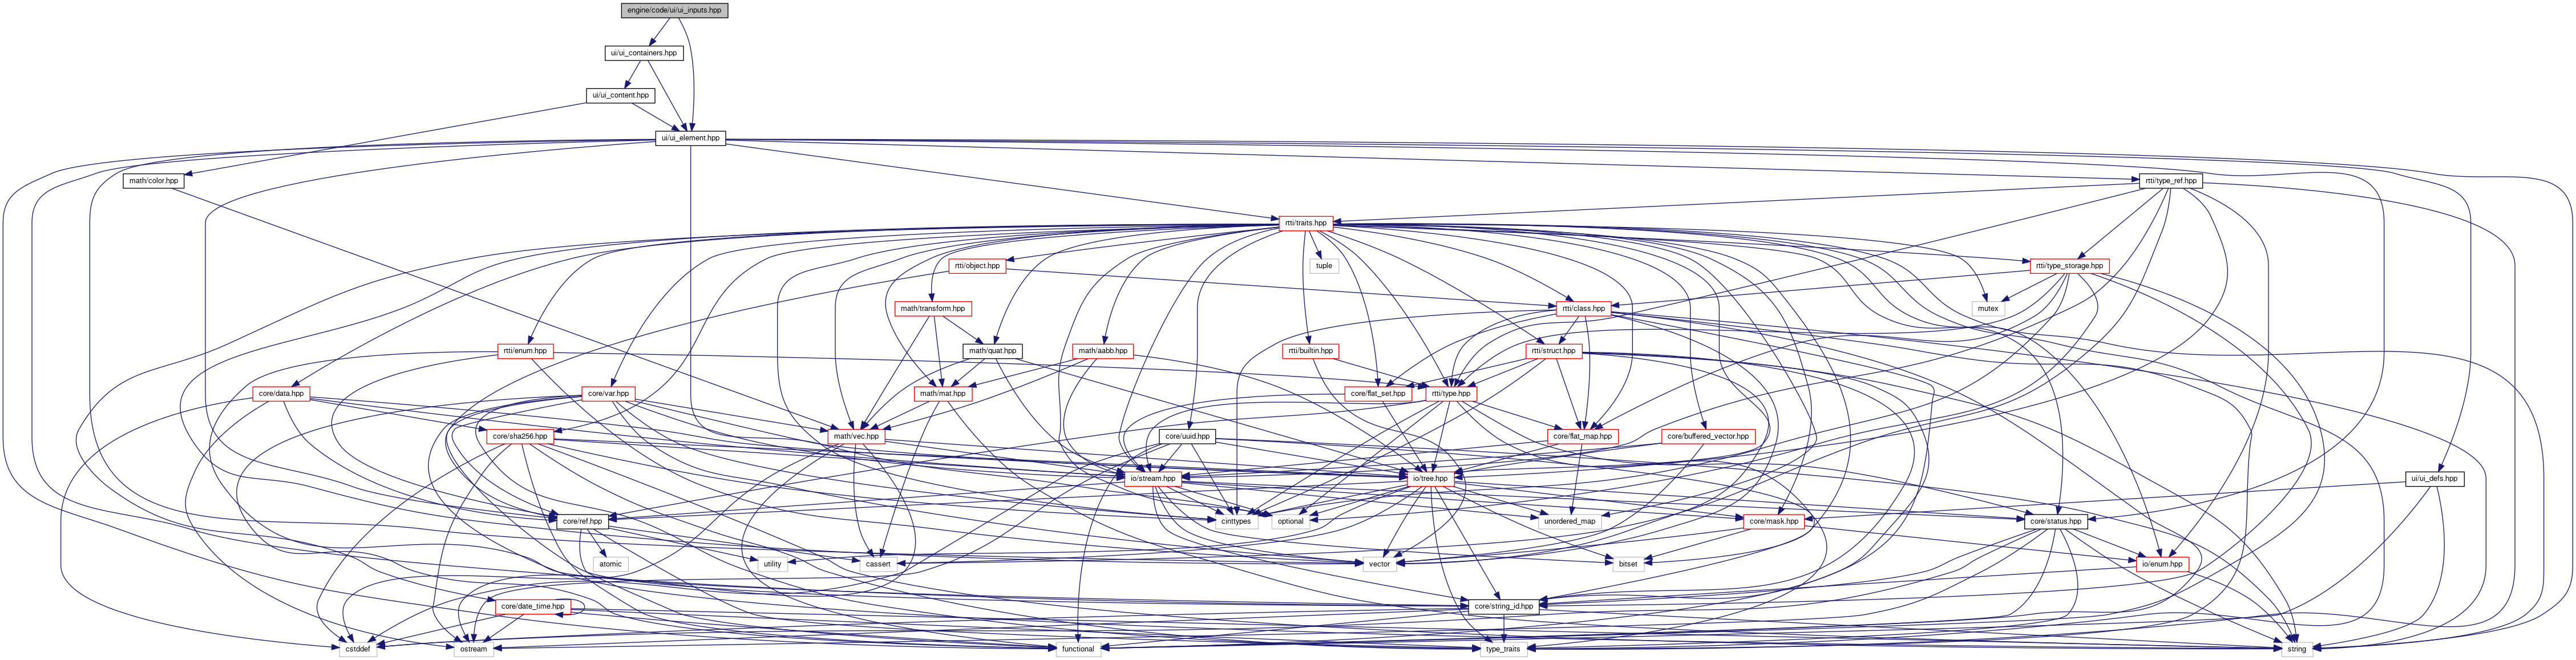 engine/code/ui/ui_inputs.hpp
ui/ui_containers.hpp
ui/ui_content.hpp
ui/ui_element.hpp
math/color.hpp
rtti/type_ref.hpp
rtti/traits.hpp
rtti/object.hpp
tuple
rtti/type_storage.hpp
math/transform.hpp
rtti/class.hpp
mutex
rtti/enum.hpp
math/quat.hpp
math/aabb.hpp
rtti/builtin.hpp
rtti/struct.hpp
core/data.hpp
core/var.hpp
math/mat.hpp
core/flat_set.hpp
rtti/type.hpp
core/sha256.hpp
math/vec.hpp
core/uuid.hpp
core/flat_map.hpp
core/buffered_vector.hpp
io/stream.hpp
io/tree.hpp
ui/ui_defs.hpp
core/ref.hpp
cinttypes
optional
unordered_map
core/mask.hpp
core/status.hpp
atomic
utility
cassert
vector
bitset
io/enum.hpp
core/date_time.hpp
core/string_id.hpp
cstddef
ostream
functional
type_traits
string